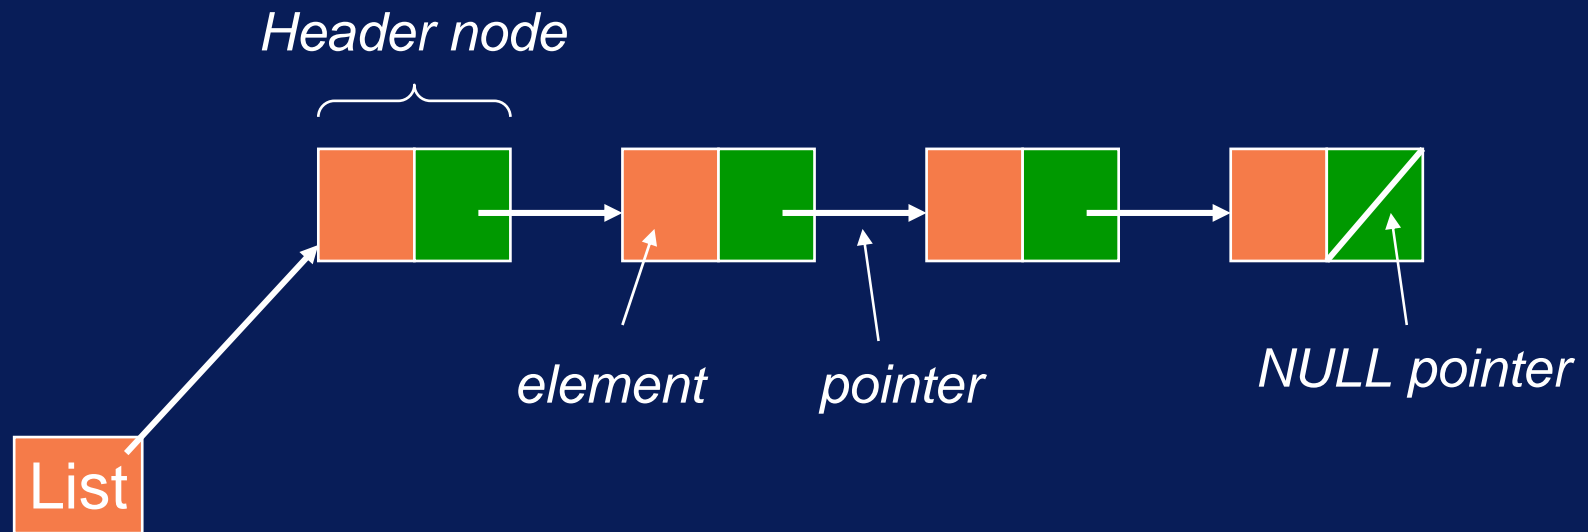 Header node
element
pointer
NULL pointer
List